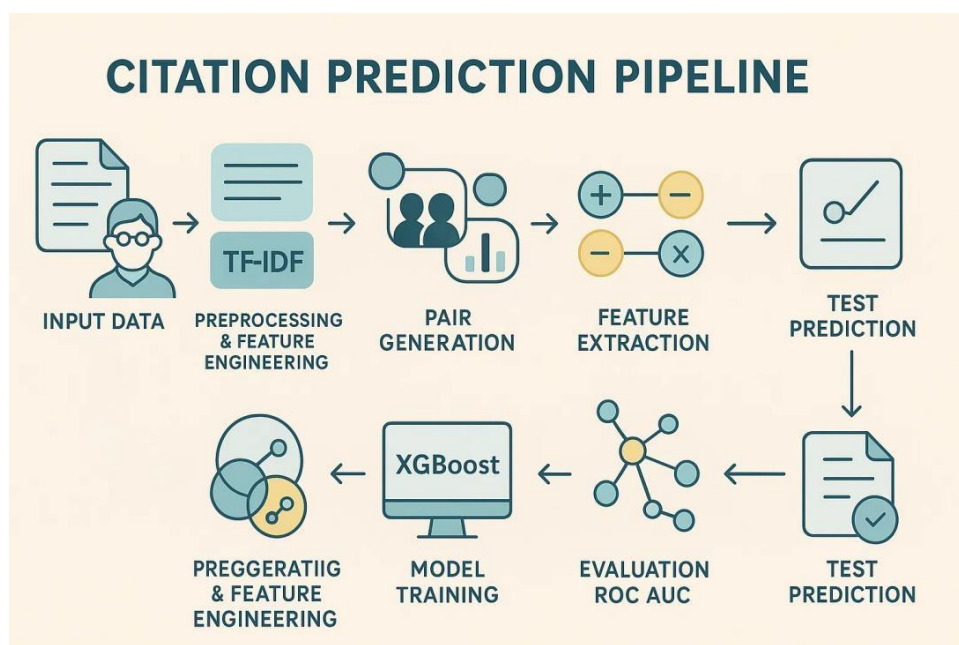 CITATION PREDICTION PIPELINE
TF-IDF
INPUT DATA
PREPROCESSING
& FEATURE
ENGINEERING
PAIR
GENERATION
FEATURE
EXTRACTION
TEST
PREDICTION
XGBoost
PREGGERATIIG
& FEATURE
ENGINEERING
MODEL
TRAINING
EVALUATION
ROC AUC
TEST
PREDICTION